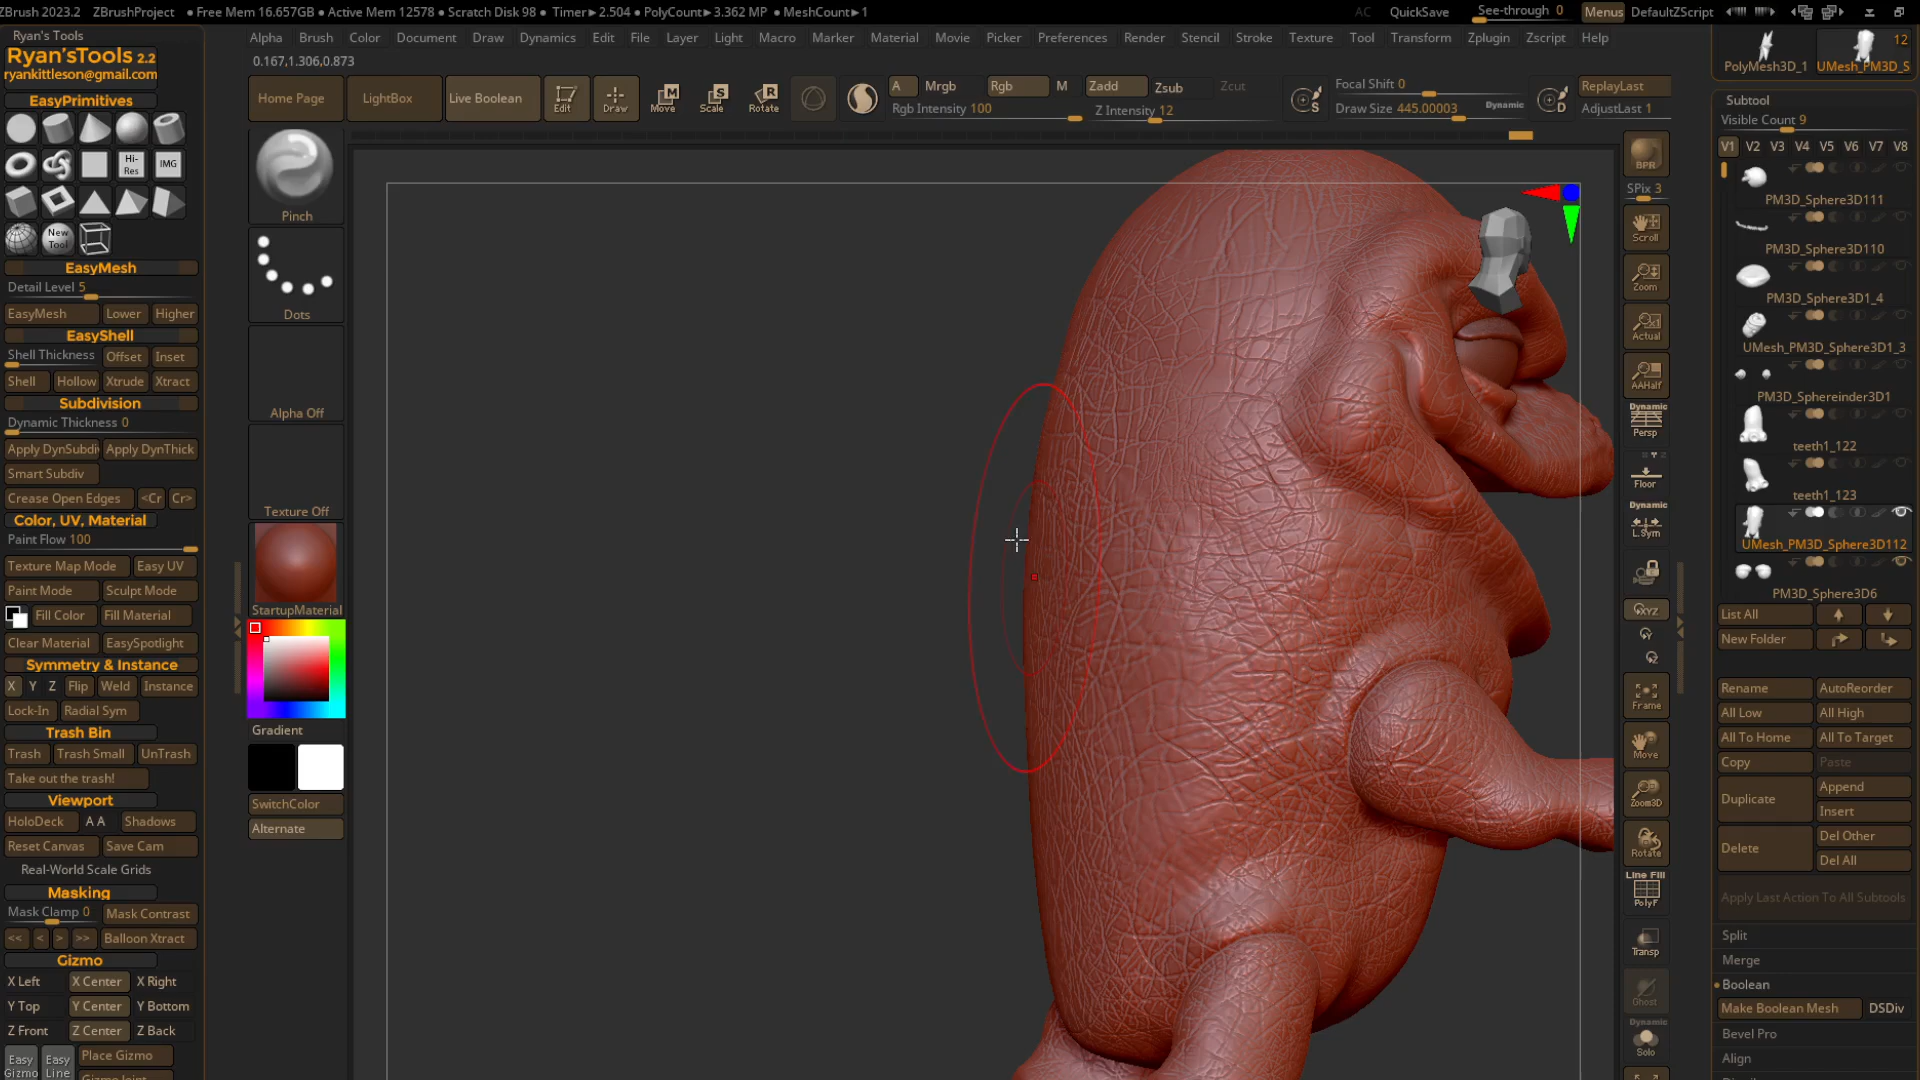 ZBrush 2023.2 ZBrushProject ● Free Mem 16.657GB ● Active Mem 12578 ● Scratch Disk 98 ● Timer►2.504 ● PolyCount►3.362 MP ● MeshCount►1 AC QuickSave See-through 0 Menus DefaultZScript
Ryan's Tools
Ryan'sTools 2.2
ryankittleson@gmail.com
EasyPrimitives
Hi-Res
IMG
New Tool
EasyMesh
Detail Level 5
EasyMesh Lower Higher
EasyShell
Shell Thickness Offset Inset
Shell Hollow Xtrude Xtract
Subdivision
Dynamic Thickness 0
Apply DynSubdiv Apply DynThick
Smart Subdiv
Crease Open Edges <Cr Cr>
Color, UV, Material
Paint Flow 100
Texture Map Mode Easy UV
Paint Mode Sculpt Mode
Fill Color Fill Material
Clear Material EasySpotlight
Symmetry & Instance
X Y Z Flip Weld Instance
Lock-In Radial Sym
Trash Bin
Trash Trash Small UnTrash
Take out the trash!
Viewport
HoloDeck A A Shadows
Reset Canvas Save Cam
Real-World Scale Grids
Masking
Mask Clamp 0 Mask Contrast
<< < > >> Balloon Xtract
Gizmo
X Left X Center X Right
Y Top Y Center Y Bottom
Z Front Z Center Z Back
Easy Gizmo Easy Line Place Gizmo
Alpha Brush Color Document Draw Dynamics Edit File Layer Light Macro Marker Material Movie Picker Preferences Render Stencil Stroke Texture Tool Transform Zplugin Zscript Help
0.167,1.306,0.873
Home Page LightBox Live Boolean Edit Draw Move Scale Rotate
M S R
A Mrgb Rgb M Zadd Zsub Zcut
Rgb Intensity 100 Z Intensity 12
S Focal Shift 0
Draw Size 445.00003 Dynamic
D ReplayLast
AdjustLast 1
Pinch
Dots
Alpha Off
Texture Off
StartupMaterial
Gradient
SwitchColor
Alternate
BPR
SPix 3
Scroll
Zoom
Actual
AAHalf
Dynamic
Persp
Floor
Dynamic
L.Sym
XYZ
Frame
Move
Zoom3D
Rotate
Line Fill
PolyF
Transp
Ghost
Dynamic
Solo
12
PolyMesh3D_1 UMesh_PM3D_S
Subtool
Visible Count 9
V1 V2 V3 V4 V5 V6 V7 V8
PM3D_Sphere3D111
PM3D_Sphere3D110
PM3D_Sphere3D1_4
UMesh_PM3D_Sphere3D1_3
PM3D_Sphereinder3D1
teeth1_122
teeth1_123
UMesh_PM3D_Sphere3D112
PM3D_Sphere3D6
List All
New Folder
Rename AutoReorder
All Low All High
All To Home All To Target
Copy Paste
Duplicate Append
Insert
Delete Del Other
Del All
Apply Last Action To All Subtools
Split
Merge
Boolean
Make Boolean Mesh DSDiv
Bevel Pro
Align